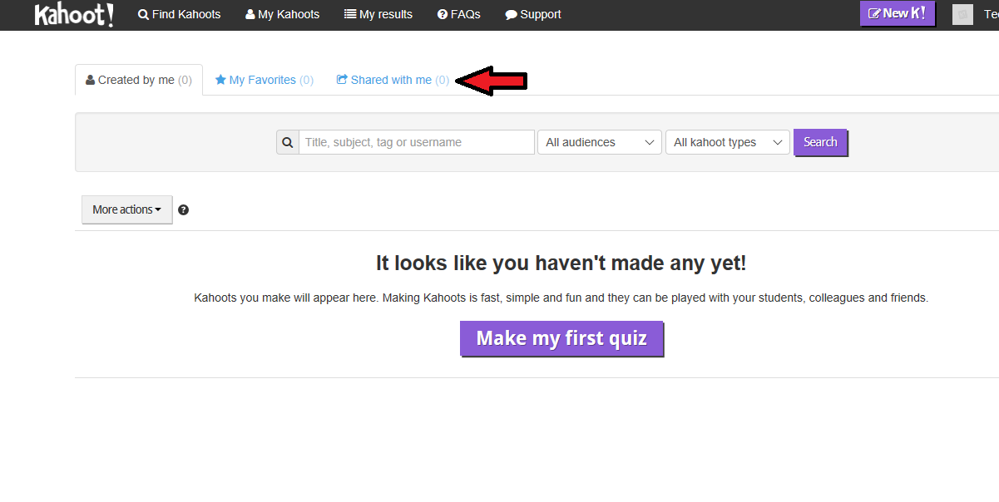 Kahoot! Find Kahoots My Kahoots My results FAQs Support New K! Te
Created by me (0) My Favorites (0) Shared with me (0)
Title, subject, tag or username All audiences All kahoot types Search
More actions
It looks like you haven't made any yet!
Kahoots you make will appear here. Making Kahoots is fast, simple and fun and they can be played with your students, colleagues and friends.
Make my first quiz